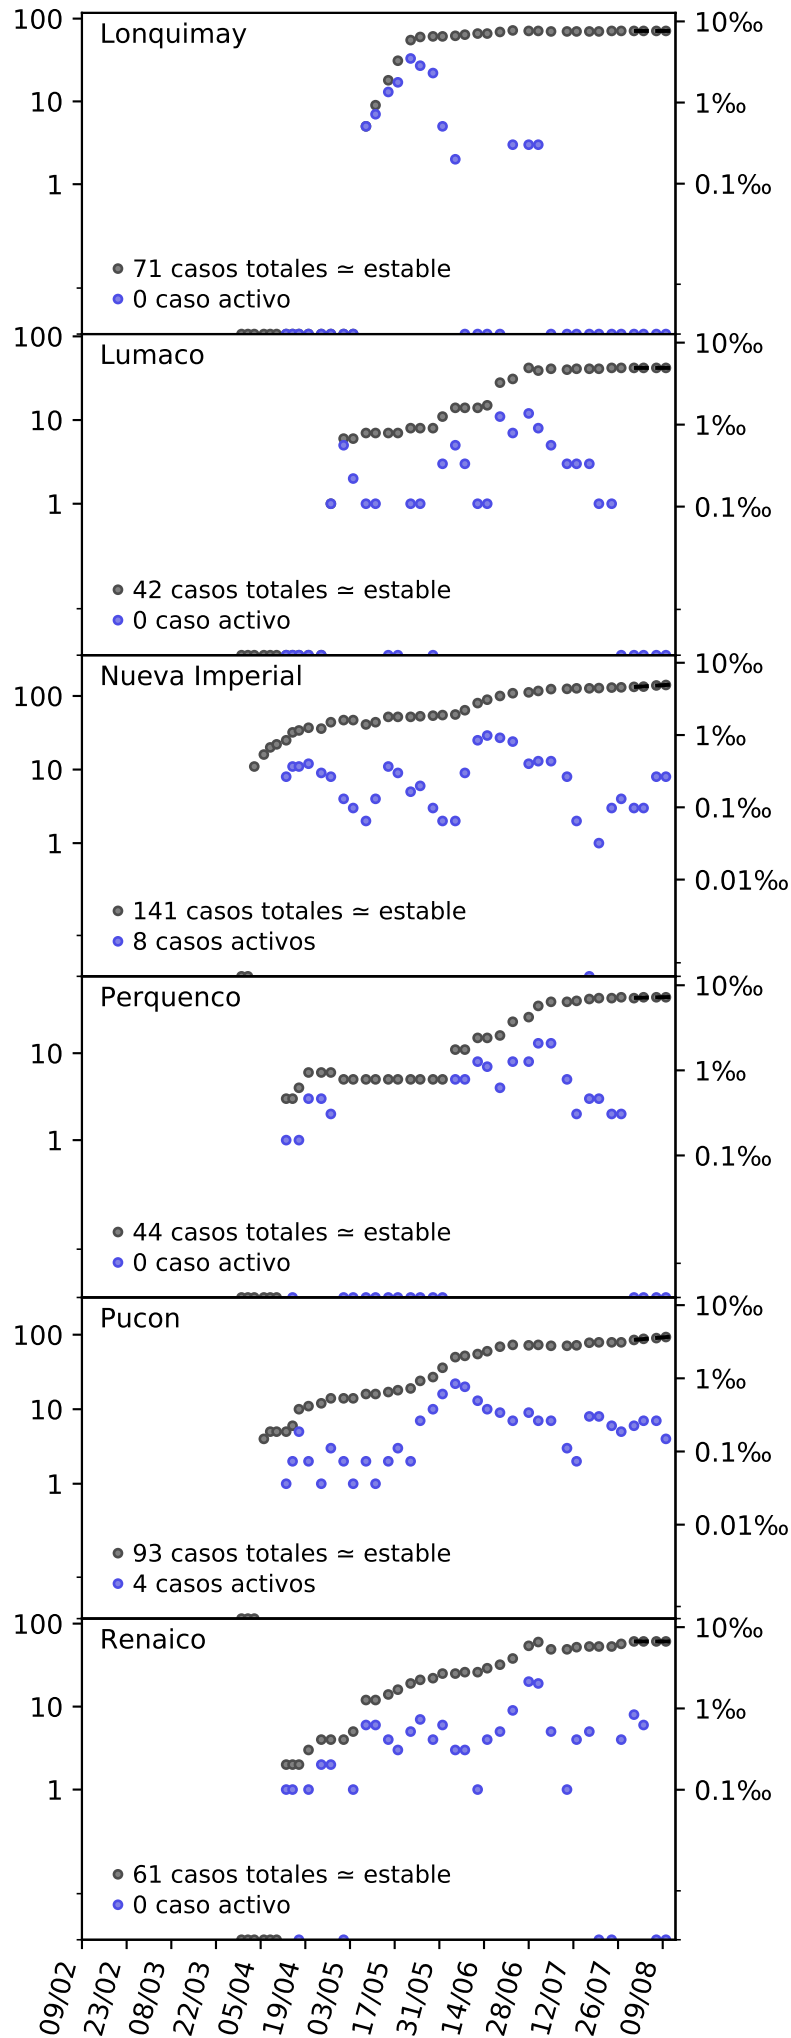 100
10‰
Lonquimay
10
1‰
1
0.1‰
71 casos totales ≃ estable
0 caso activo
100
10‰
Lumaco
10
1‰
1
0.1‰
42 casos totales ≃ estable
0 caso activo
10‰
Nueva Imperial
100
1‰
10
0.1‰
1
0.01‰
141 casos totales ≃ estable
8 casos activos
10‰
Perquenco
10
1‰
1
0.1‰
44 casos totales ≃ estable
0 caso activo
10‰
Pucon
100
1‰
10
0.1‰
1
0.01‰
93 casos totales ≃ estable
4 casos activos
100
10‰
Renaico
10
1‰
1
0.1‰
61 casos totales ≃ estable
0 caso activo
09/02
23/02
08/03
22/03
05/04
19/04
03/05
17/05
31/05
14/06
28/06
12/07
26/07
09/08